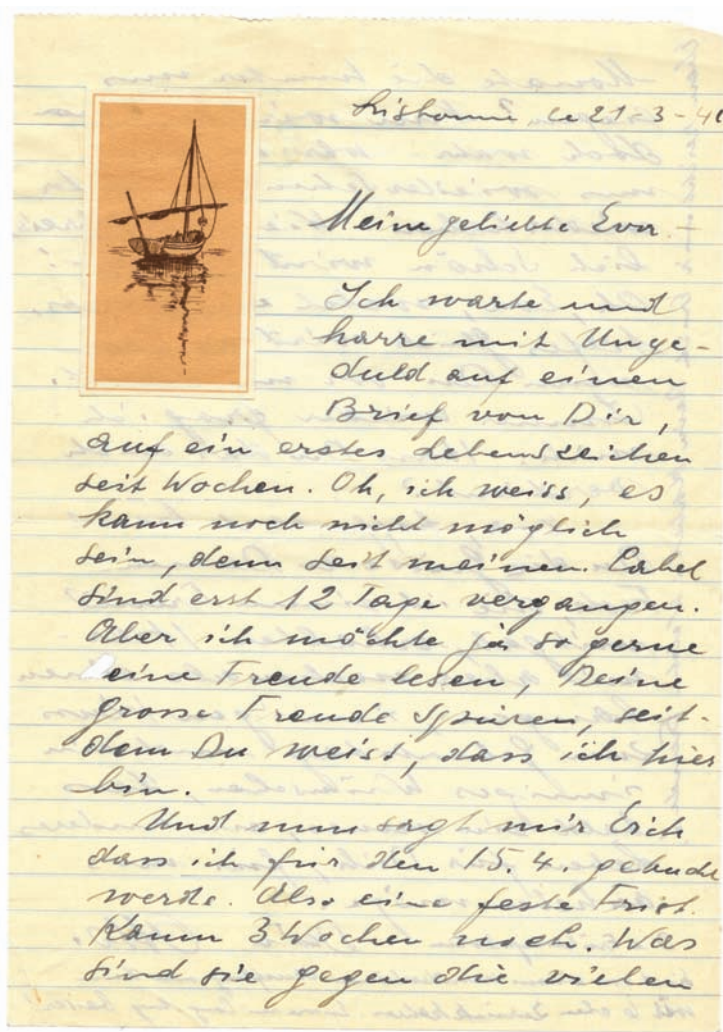 Lisbonne, le 21-3-41
Meine geliebte Eva.
Ich warte und
harre mit Unge-
duld auf einen
Brief von Dir,
auf ein erstes Lebenszeichen
seit Wochen. Oh, ich weiss, es
kann noch nicht möglich
sein, denn seit meinen. Cabel
sind erst 12 Tage vergangen.
Aber ich möchte ja so gerne
eine Freude lesen, Deine
grosse Freude spüren, seit-
dem Du weisst, dass ich hier
bin.
Und nun sagt mir Erich
dass ich für den 15. 4. gebucht
werde. Also eine feste Frist.
Kaum 3 Wochen noch. Was
sind sie gegen die vielen